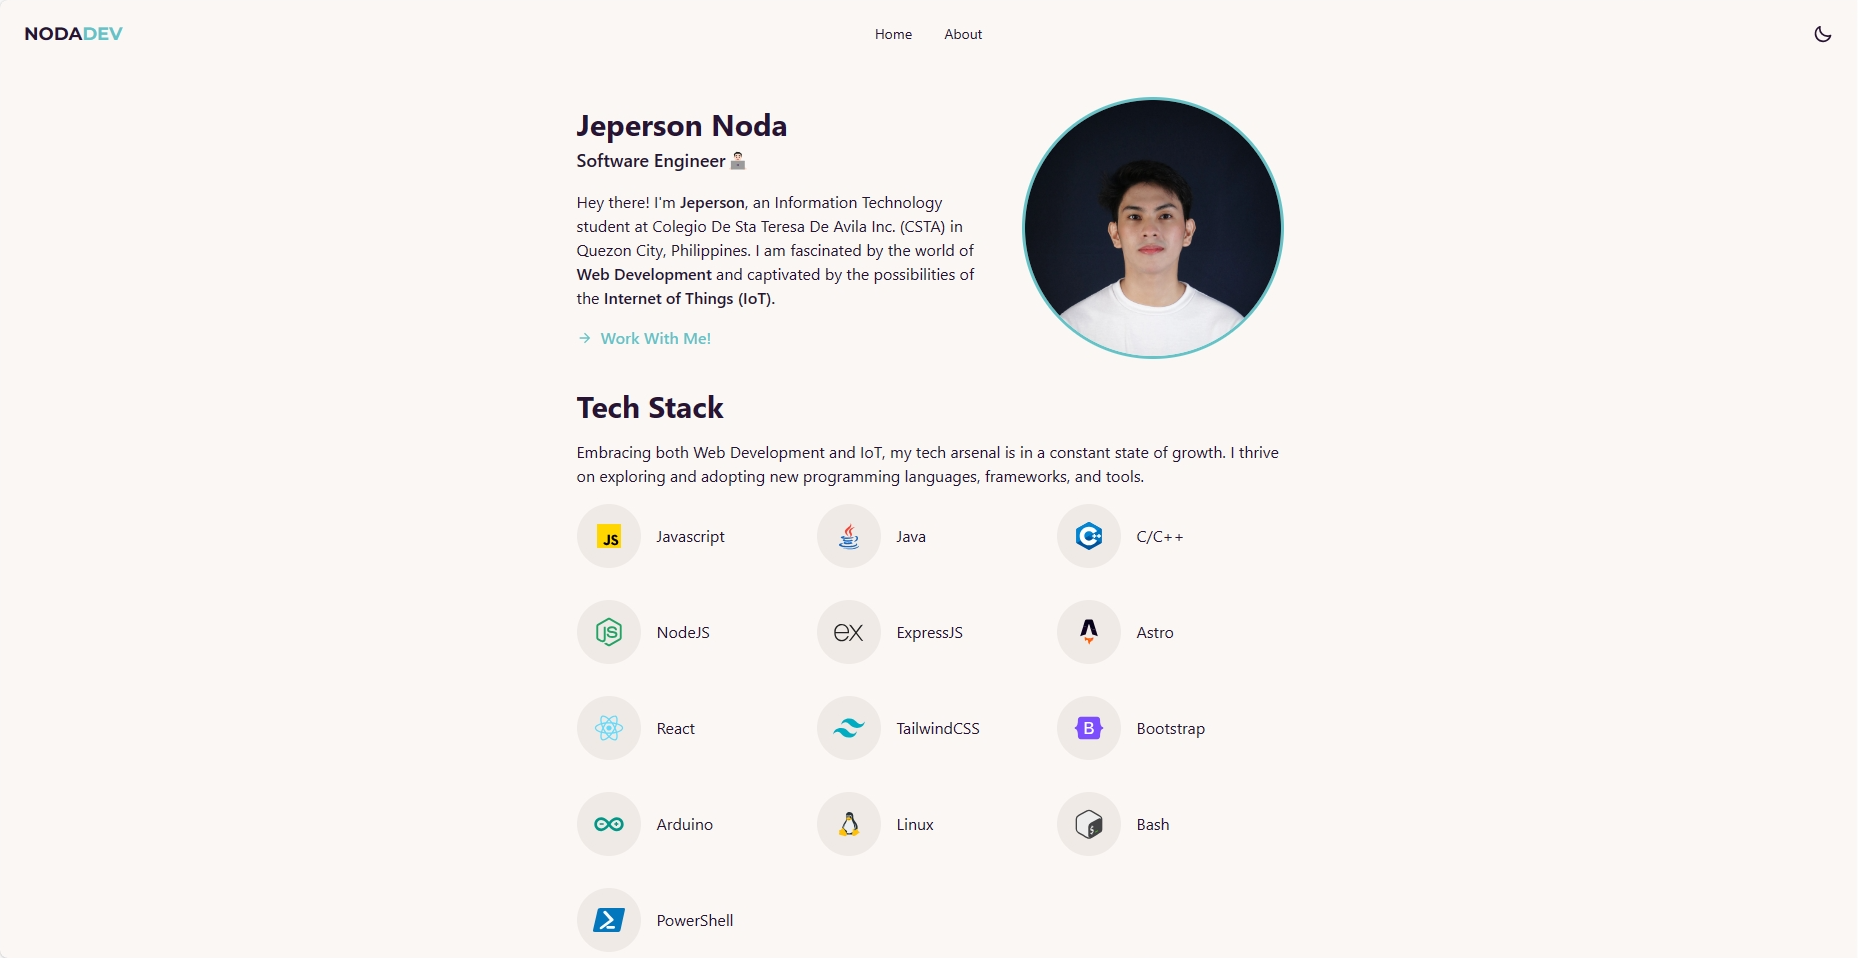 NODADEV
Home About
Jeperson Noda
Software Engineer
Hey there! I'm Jeperson, an Information Technology
student at Colegio De Sta Teresa De Avila Inc. (CSTA) in
Quezon City, Philippines. I am fascinated by the world of
Web Development and captivated by the possibilities of
the Internet of Things (IoT).
→ Work With Me!
Tech Stack
Embracing both Web Development and IoT, my tech arsenal is in a constant state of growth. I thrive
on exploring and adopting new programming languages, frameworks, and tools.
JS Javascript
Java
C C++ C/C++
JS NodeJS
ex ExpressJS
Astro
React
TailwindCSS
B Bootstrap
Arduino
Linux
Bash
PowerShell